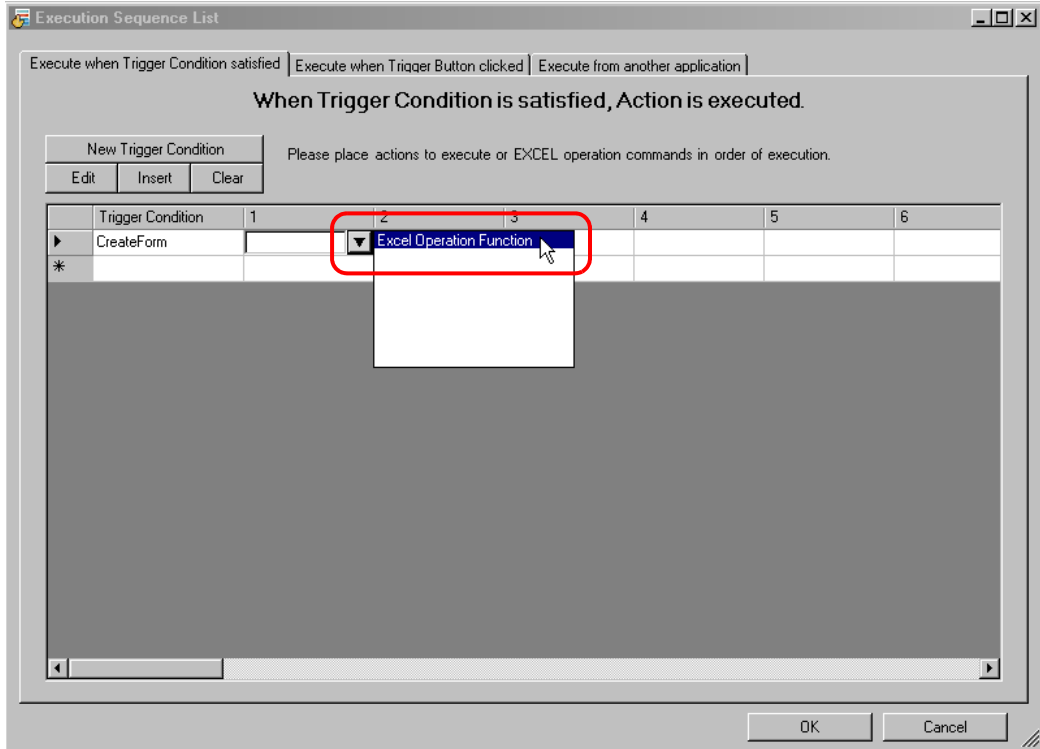 Execution Sequence List
Execute when Trigger Condition satisfied Execute when Trigger Button clicked Execute from another application
When Trigger Condition is satisfied, Action is executed.
New Trigger Condition
Please place actions to execute or EXCEL operation commands in order of execution.
Edit Insert Clear
Trigger Condition 1 2 3 4 5 6
CreateForm Excel Operation Function
OK Cancel